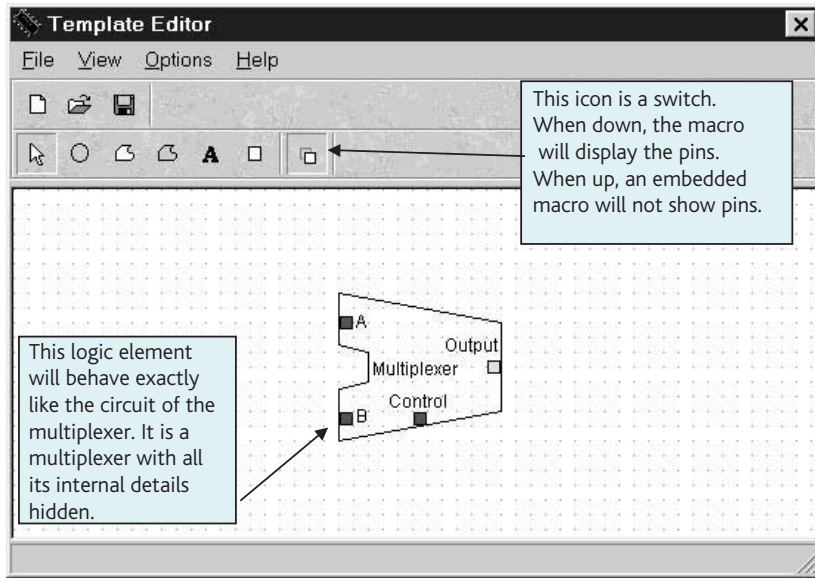 Template Editor
File View Options Help
This icon is a switch.
When down, the macro
will display the pins.
When up, an embedded
macro will not show pins.
A
A
Output
Multiplexer
Control
B
This logic element
will behave exactly
like the circuit of the
multiplexer. It is a
multiplexer with all
its internal details
hidden.